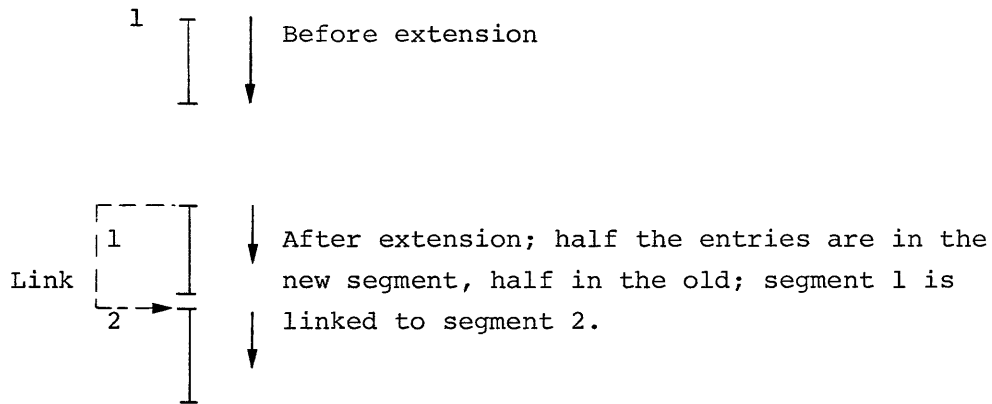 1
Before extension
1
After extension; half the entries are in the
Link
new segment, half in the old; segment 1 is
2
linked to segment 2.